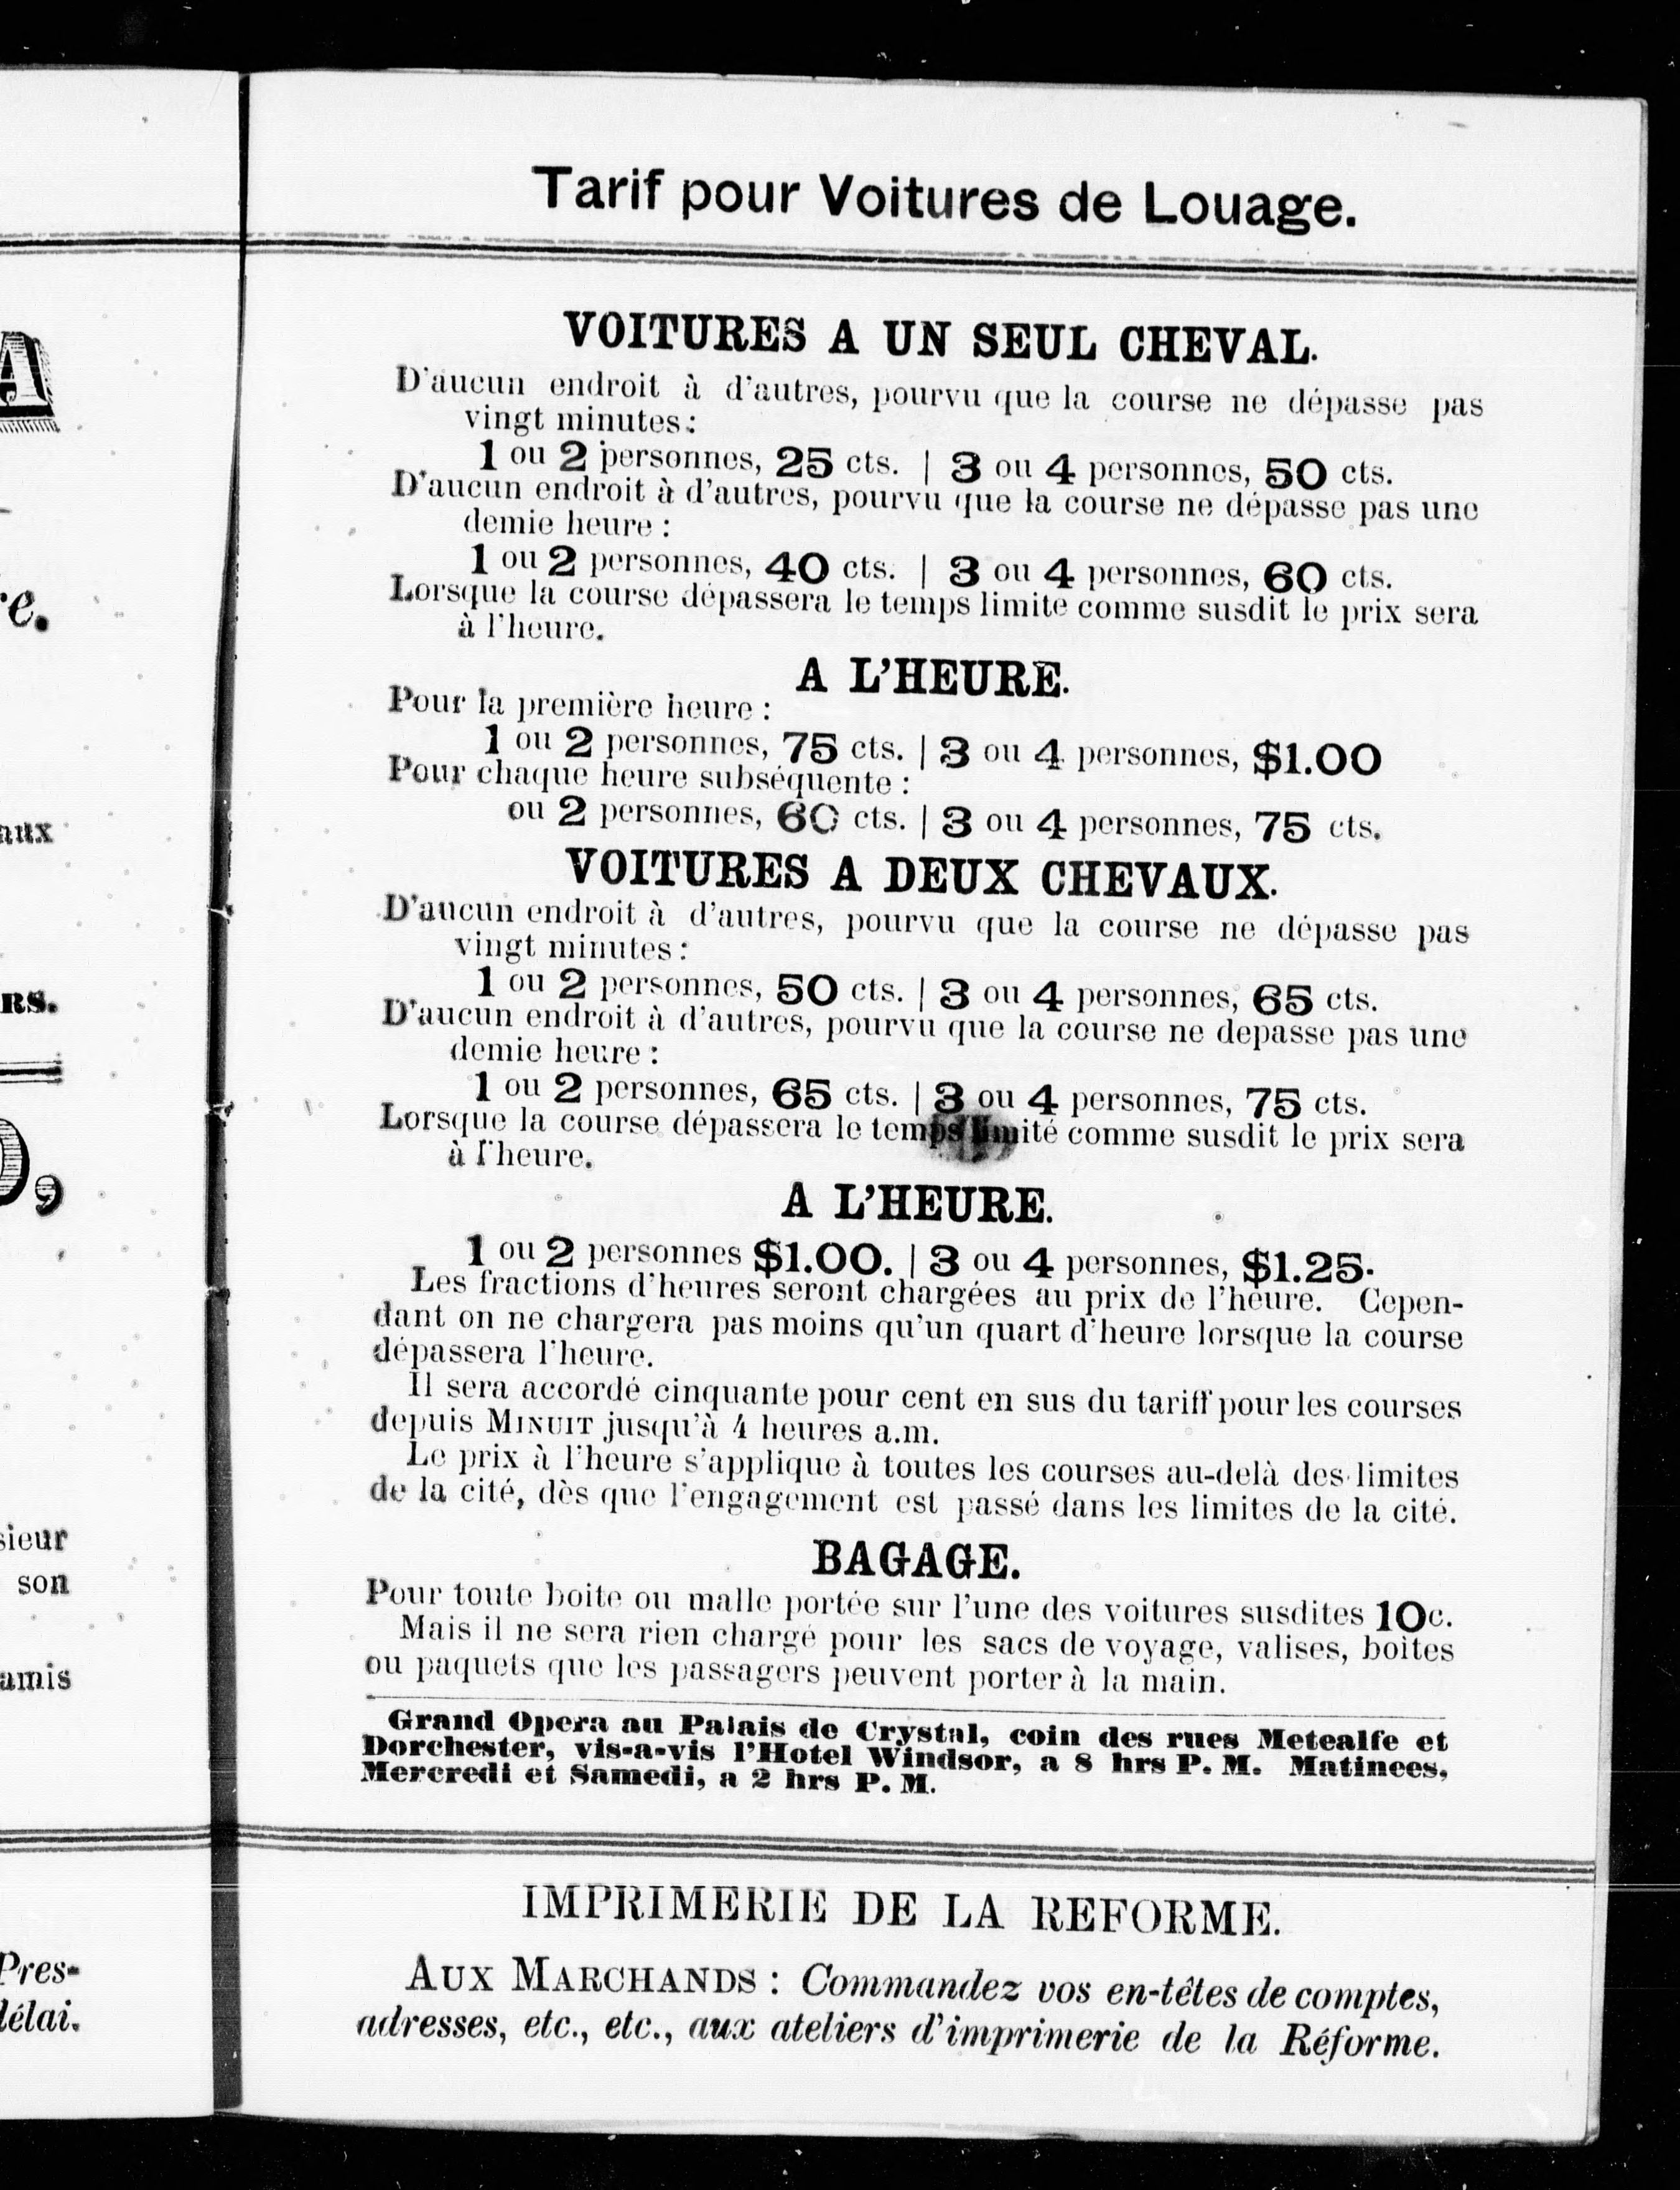 Tarif pour Voitures de Louage.
VOITURES A UN SEUL CHEVAL.
D'aucun endroit à d'autres, pourvu que la course ne dépasse pas
vingt minutes:
1 ou 2 personnes, 25 cts. | 3 ou 4 personnes, 50 cts.
D'aucun endroit à d'autres, pourvu que la course ne dépasse pas une
demie heure :
1 ou 2 personnes, 40 cts. | 3 ou 4 personnes, 60 cts.
Lorsque la course dépassera le temps limite comme susdit le prix sera
à l'heure.
A L'HEURE.
Pour la première heure :
1 ou 2 personnes, 75 cts. | 3 ou 4 personnes, $1.00
Pour chaque heure subséquente :
ou 2 personnes, 60 cts. | 3 ou 4 personnes, 75 cts.
VOITURES A DEUX CHEVAUX.
D'aucun endroit à d'autres, pourvu que la course ne dépasse pas
vingt minutes :
1 ou 2 personnes, 50 cts. | 3 ou 4 personnes, 65 cts.
D'aucun endroit à d'autres, pourvu que la course ne depasse pas une
demie heure :
1 ou 2 personnes, 65 cts. | 3 ou 4 personnes, 75 cts.
Lorsque la course dépassera le temps limité comme susdit le prix sera
à l'heure.
A L'HEURE.
1 ou 2 personnes $1.00. | 3 ou 4 personnes, $1.25.
Les fractions d'heures seront chargées au prix de l'heure. Cepen-
dant on ne chargera pas moins qu'un quart d'heure lorsque la course
dépassera l'heure.
Il sera accordé cinquante pour cent en sus du tariff pour les courses
depuis MINUIT jusqu'à 4 heures a.m.
Le prix à l'heure s'applique à toutes les courses au-delà des limites
de la cité, dès que l'engagement est passé dans les limites de la cité.
BAGAGE.
Pour toute boite ou malle portée sur l'une des voitures susdites 10c.
Mais il ne sera rien chargé pour les sacs de voyage, valises, boites
ou paquets que les passagers peuvent porter à la main.
Grand Opera au Palais de Crystal, coin des rues Metcalfe et
Dorchester, vis-a-vis l'Hotel Windsor, a 8 hrs P. M. Matinees,
Mercredi et Samedi, a 2 hrs P. M.
IMPRIMERIE DE LA REFORME.
AUX MARCHANDS : Commandez vos en-têtes de comptes,
adresses, etc., etc., aux ateliers d'imprimerie de la Réforme.